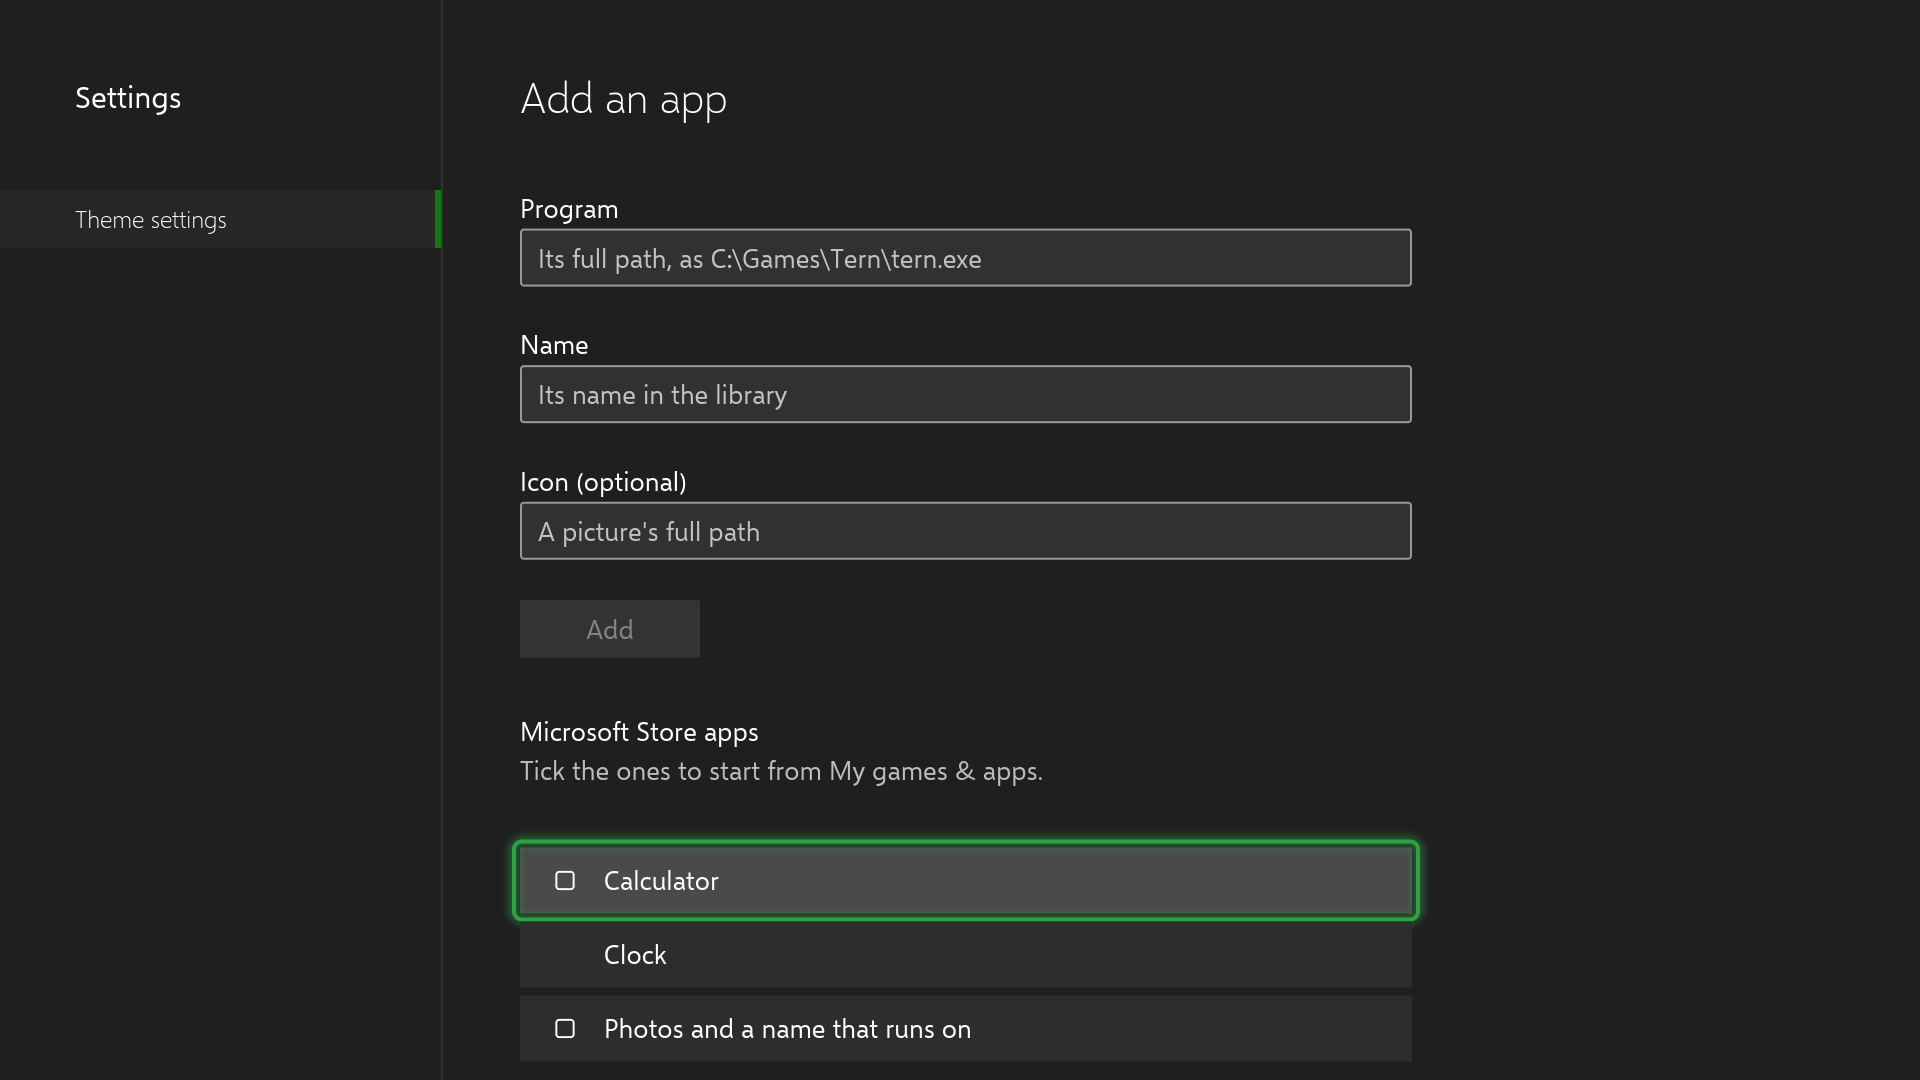 Settings
Theme settings
Add an app
Program
Its full path, as C:\Games\Tern\tern.exe
Name
Its name in the library
Icon (optional)
A picture's full path
Add
Microsoft Store apps
Tick the ones to start from My games & apps.
Calculator
Clock
Photos and a name that runs on